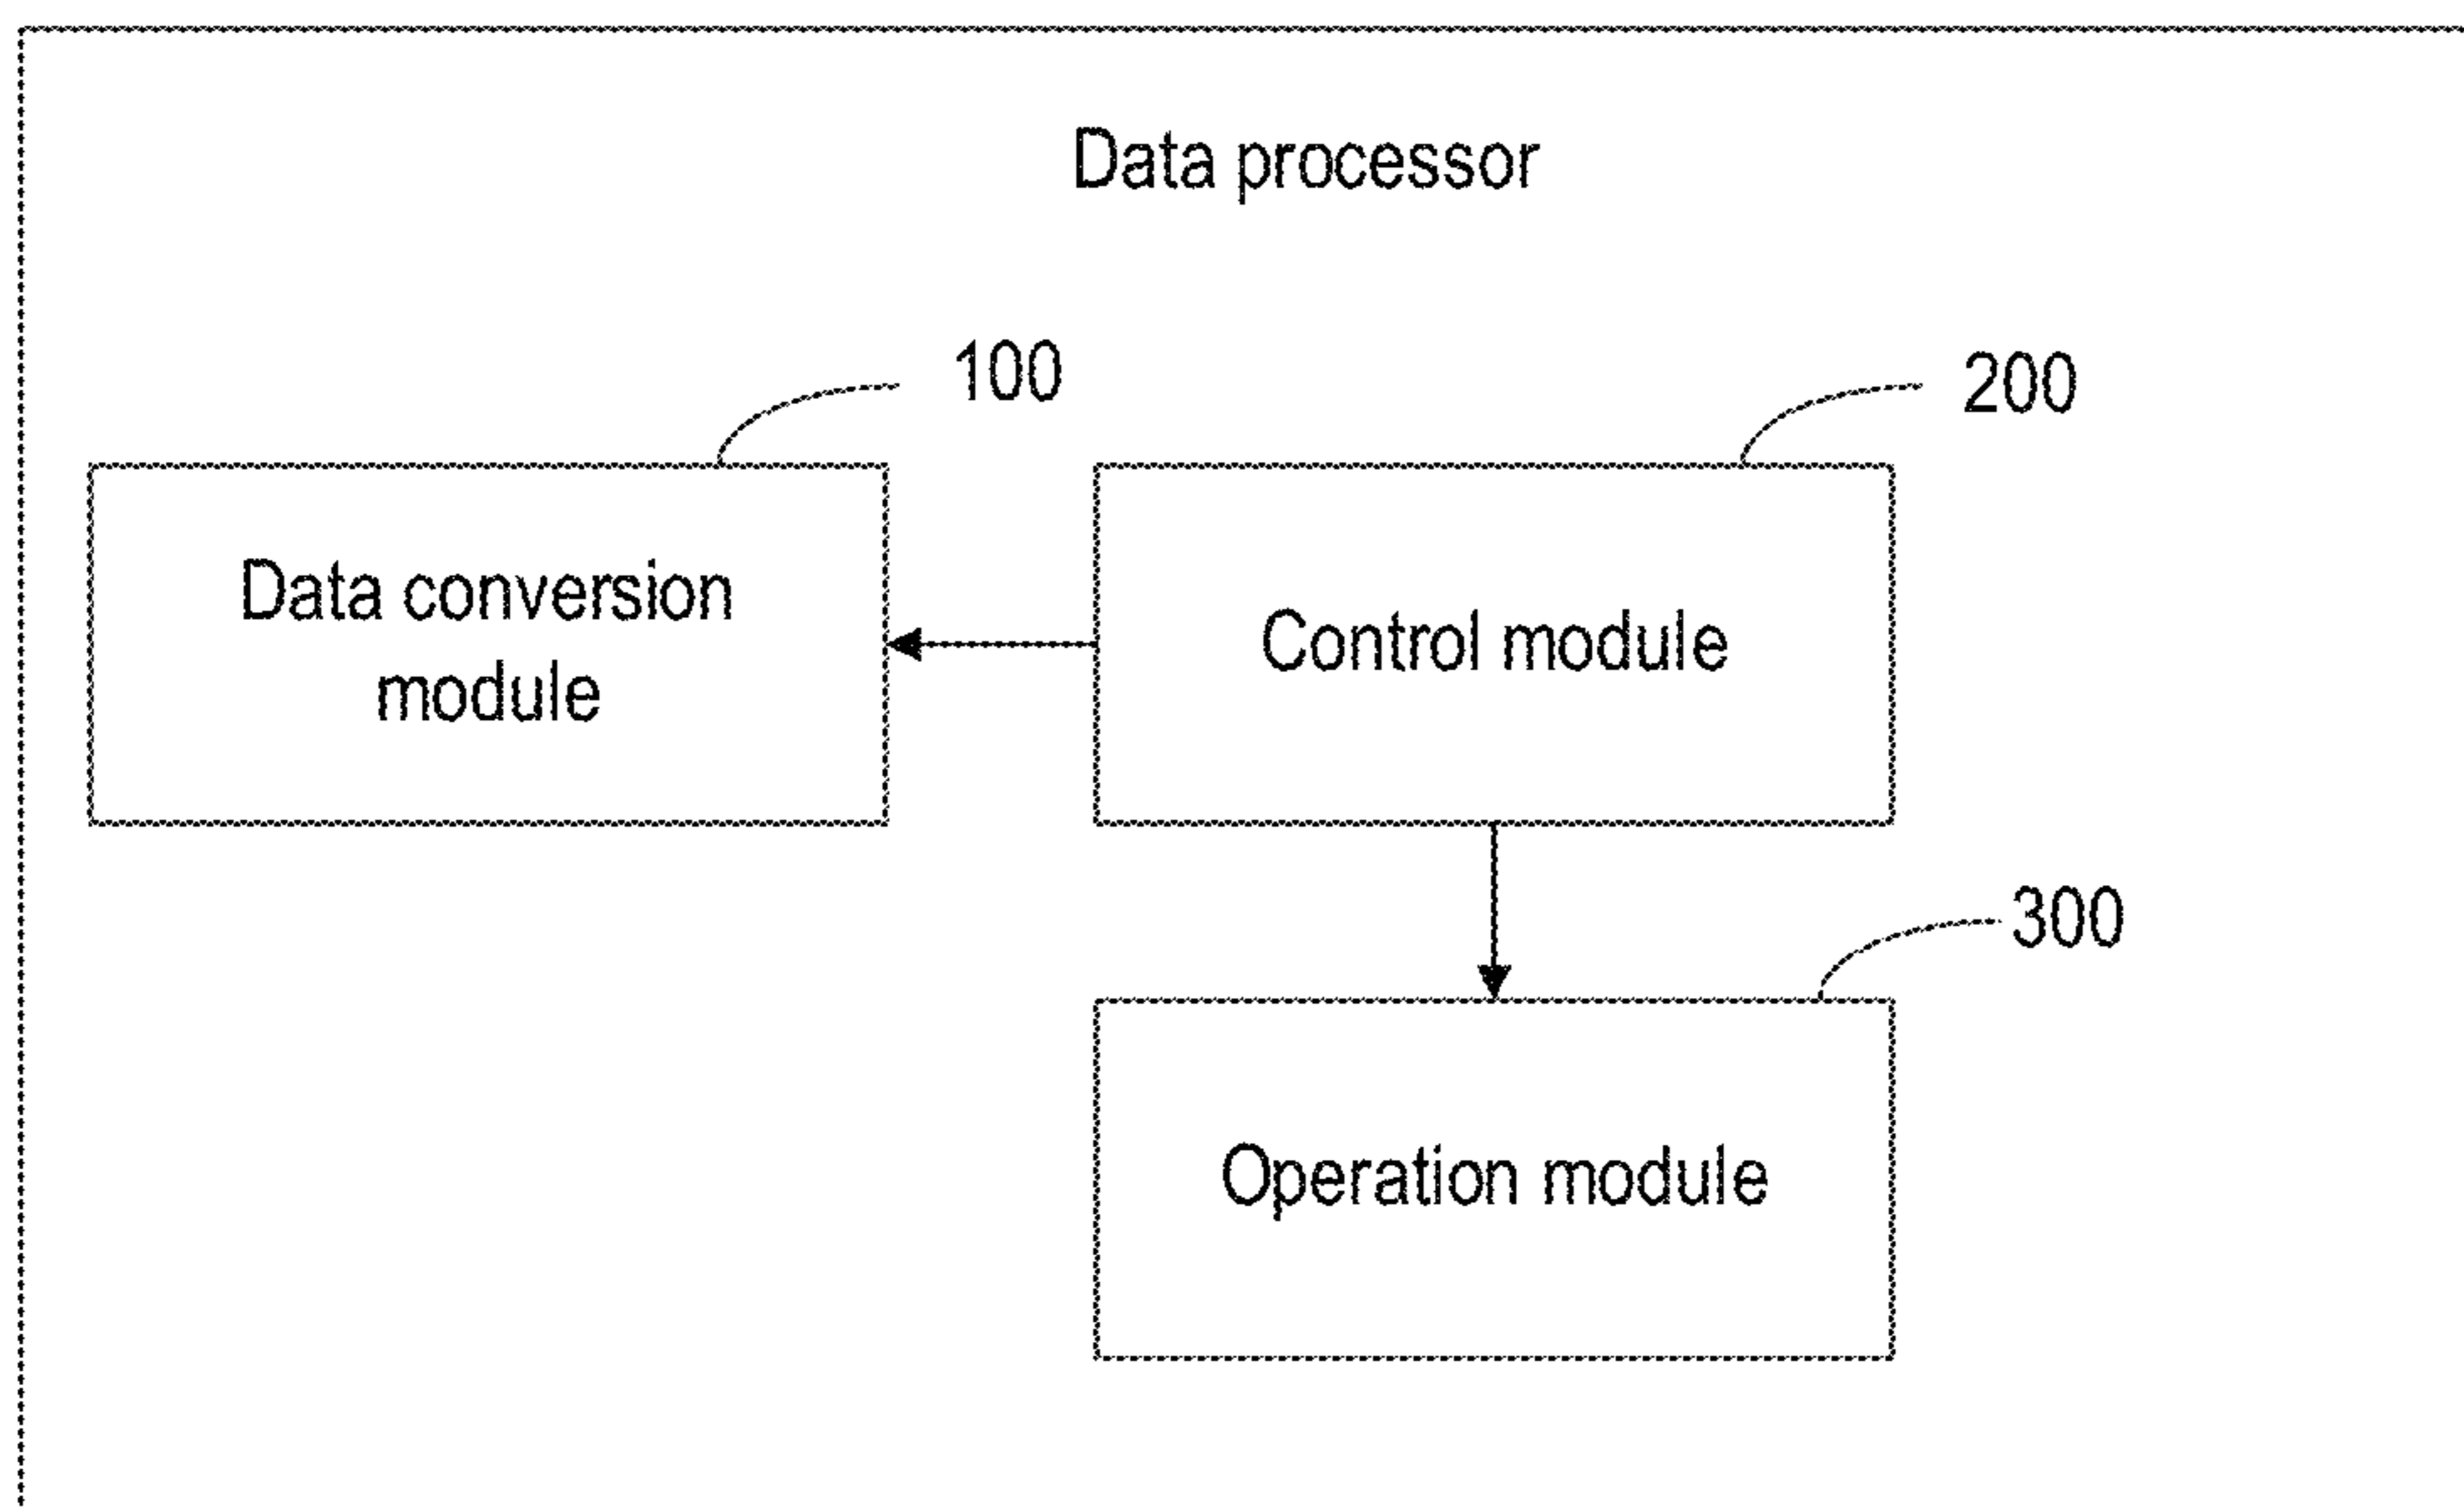 Data processor
100
200
Data conversion
module
Control module
300
Operation module